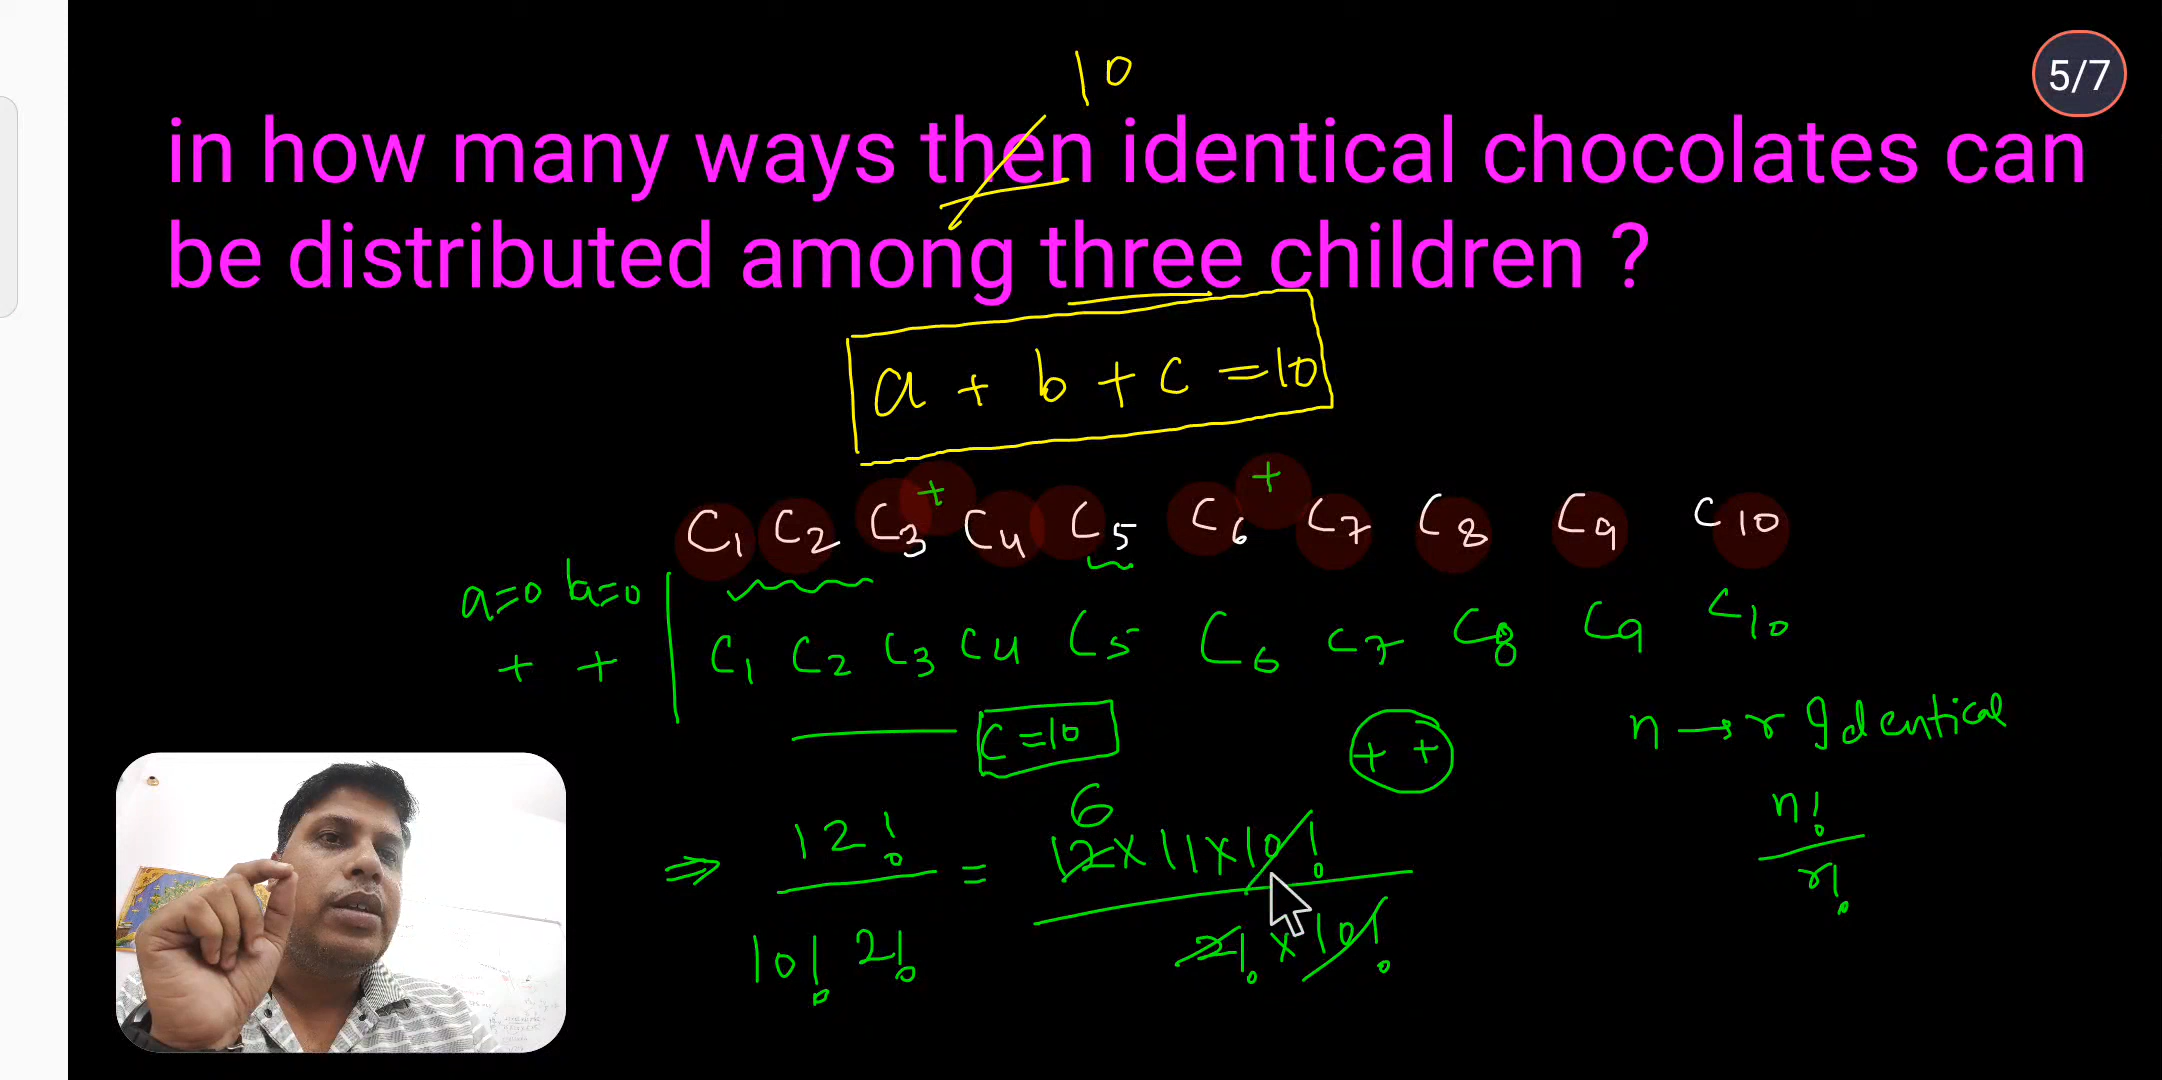 5/7
10
in how many ways then identical chocolates can
be distributed among three children ?
a + b + c = 10
+ +
C1 C2 C3 C4 C5 C6 C7 C8 C9 C10
a=0 b=0
+ + C1 C2 C3 C4 C5 C6 C7 C8 C9 C10
n → r Identical
C=10
+ +
n!
r!
6
⇒ 12! = 12×11×10!
10! 2! 2! × 10!